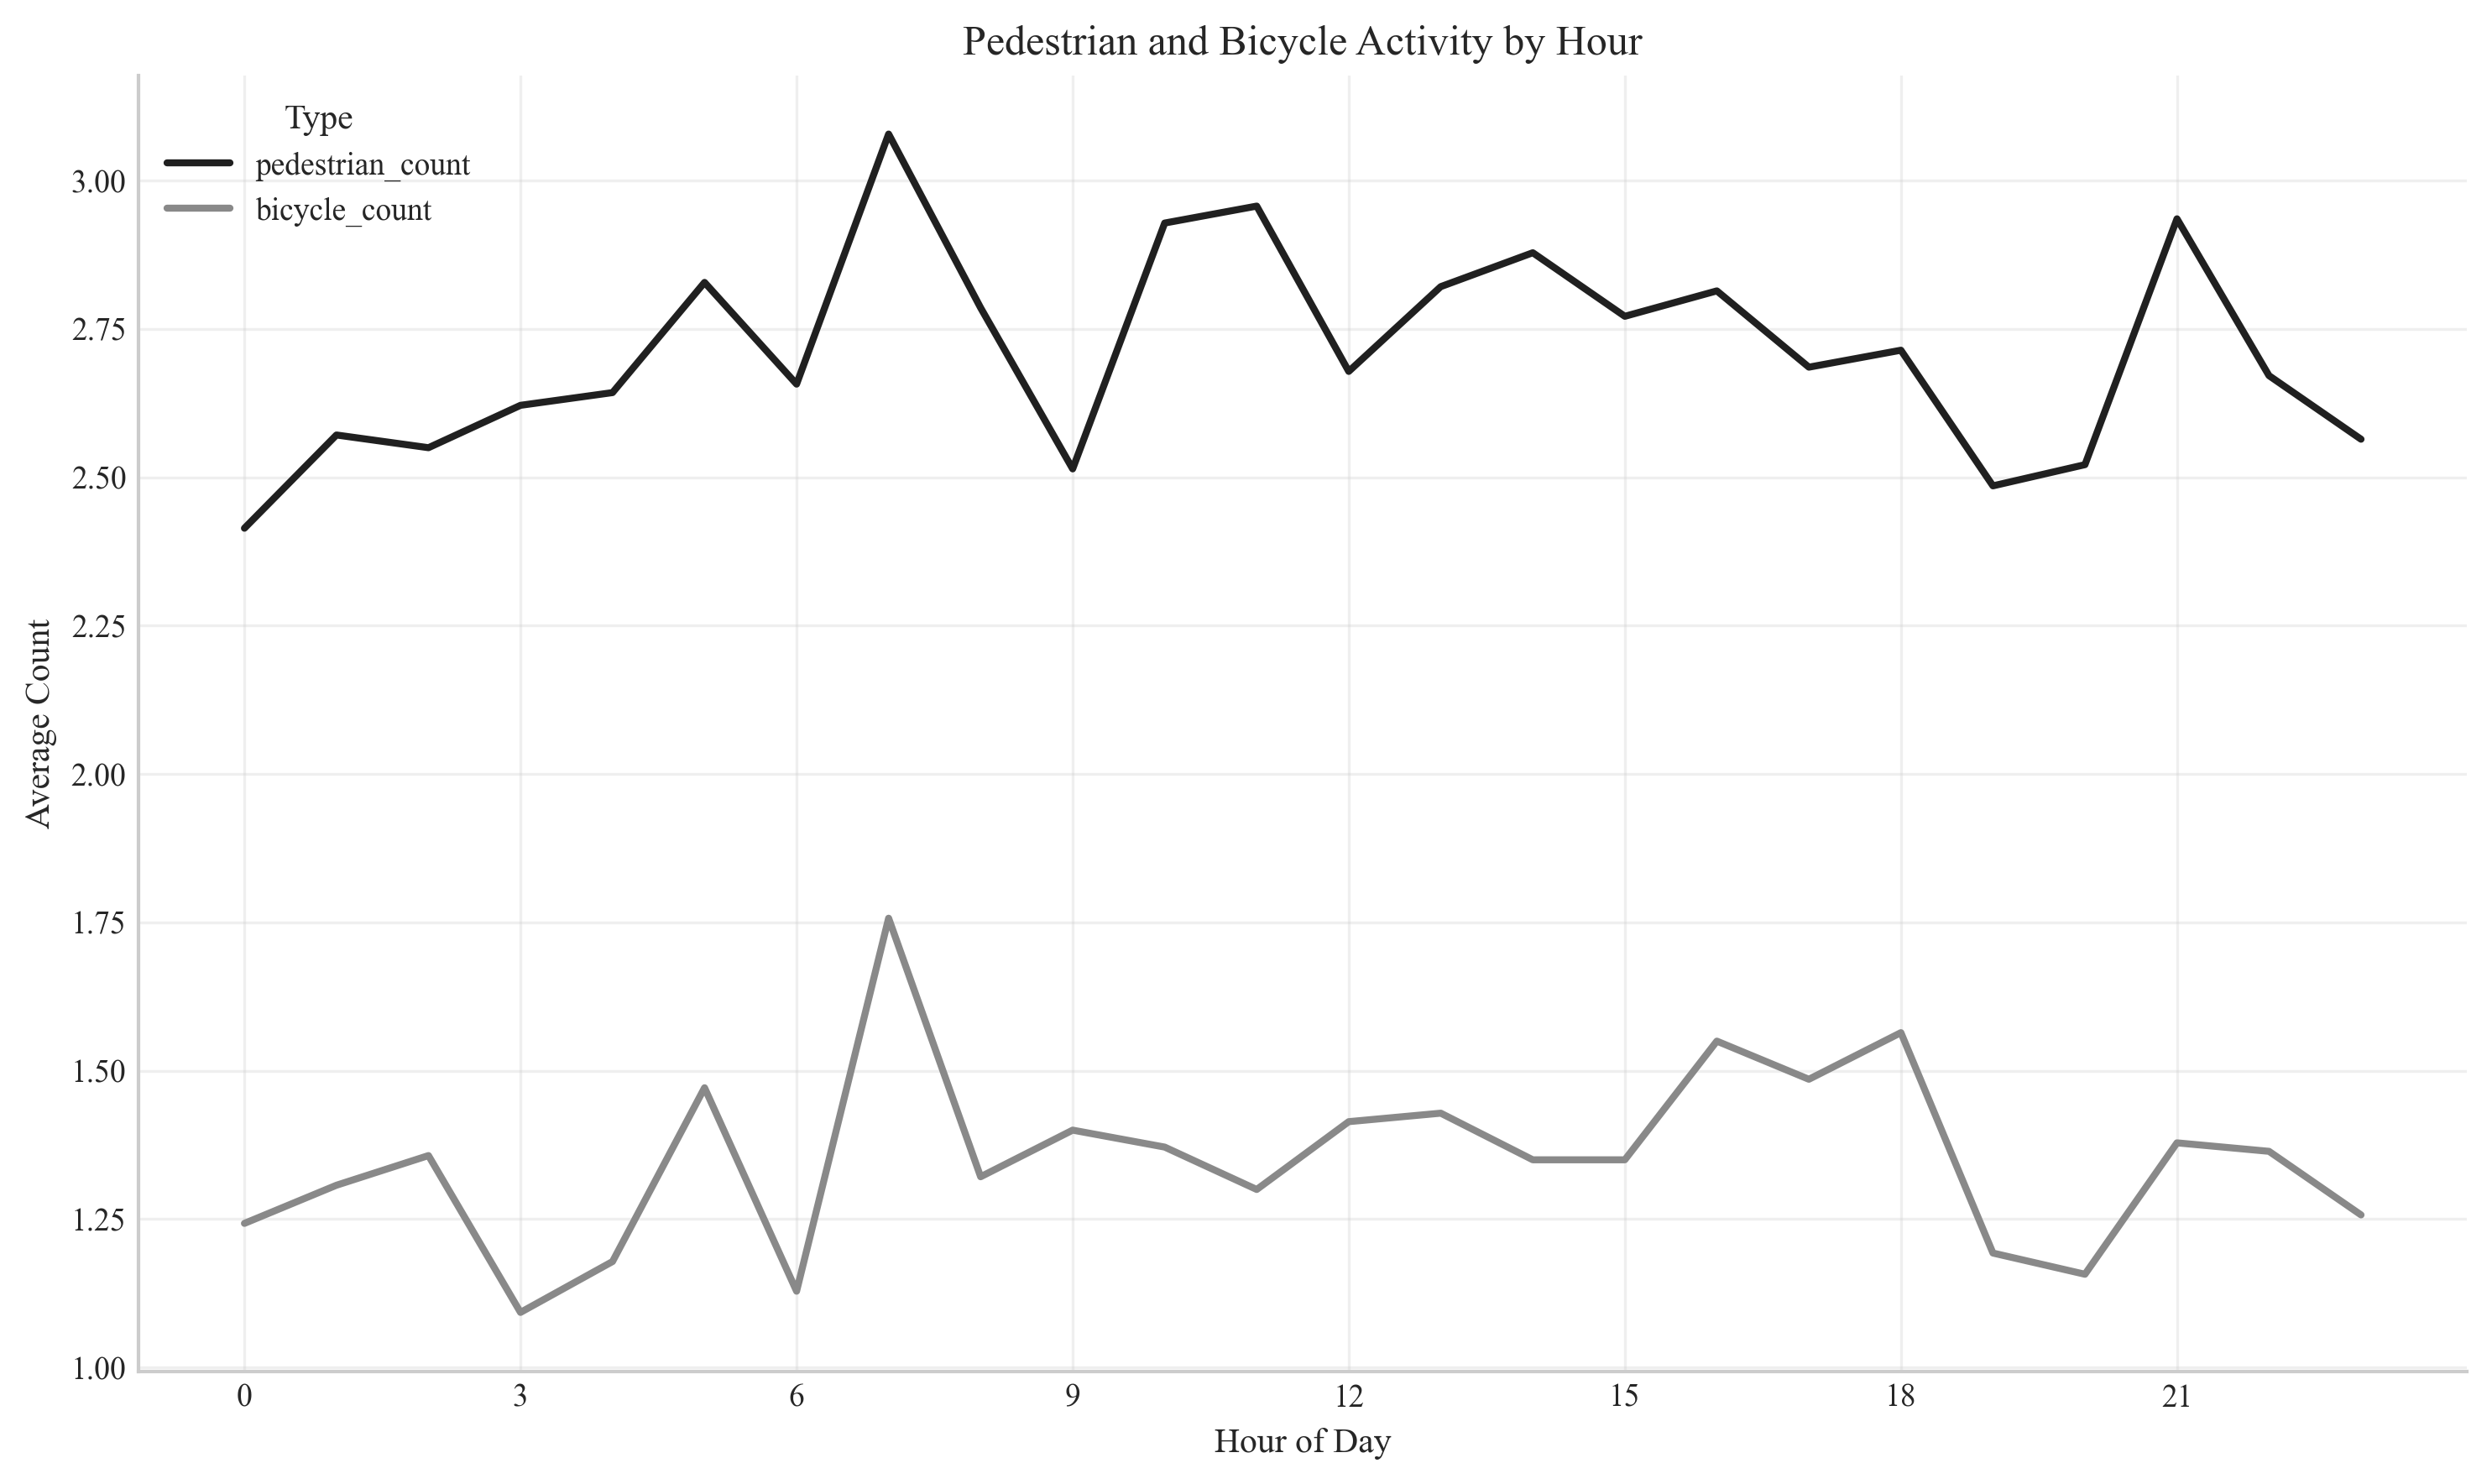 Pedestrian and Bicycle Activity by Hour
Type
pedestrian_count
bicycle_count
Average Count
3.00
2.75
2.50
2.25
2.00
1.75
1.50
1.25
1.00
0 3 6 9 12 15 18 21
Hour of Day